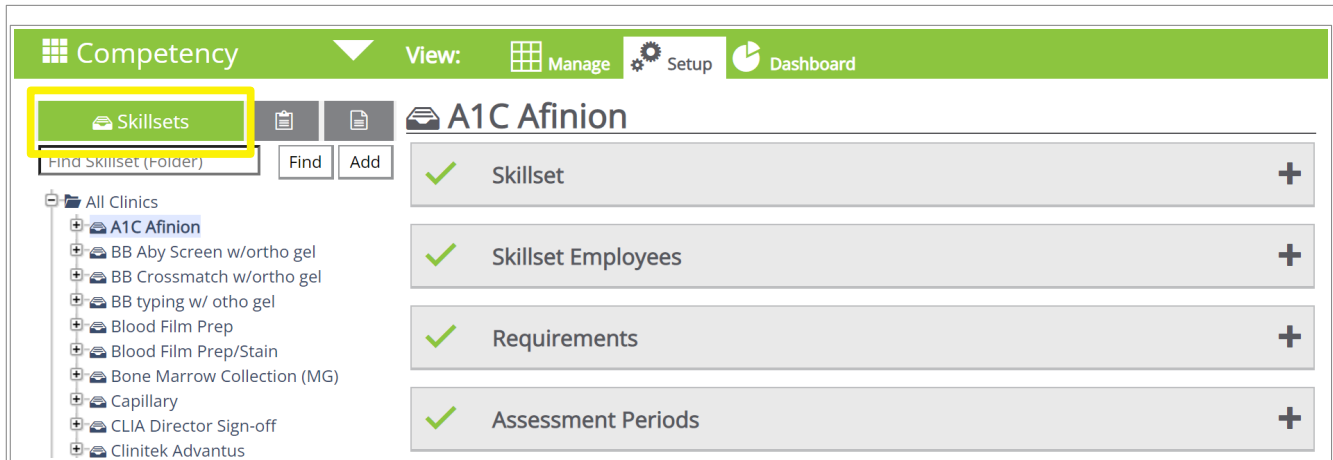 Competency
View:
Manage
Setup
Dashboard
Skillsets
A1C Afinion
Find Skillset (Folder)
Find
Add
All Clinics
A1C Afinion
BB Aby Screen w/ortho gel
BB Crossmatch w/ortho gel
BB typing w/ otho gel
Blood Film Prep
Blood Film Prep/Stain
Bone Marrow Collection (MG)
Capillary
CLIA Director Sign-off
Clinitek Advantus
Skillset
Skillset Employees
Requirements
Assessment Periods